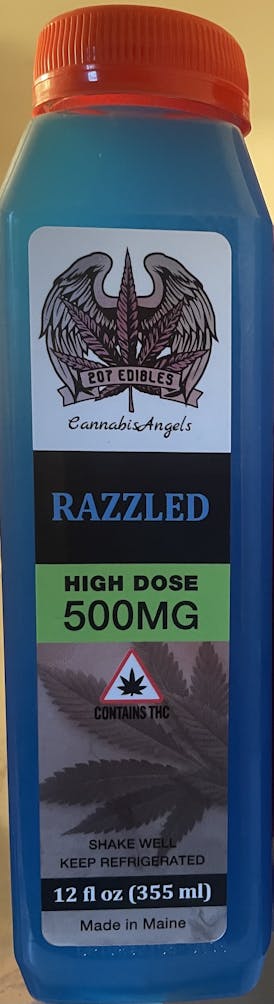 207 EDIBLES
CannabisAngels
RAZZLED
HIGH DOSE
500MG
CONTAINS THC
SHAKE WELL
KEEP REFRIGERATED
12 fl oz (355 ml)
Made in Maine